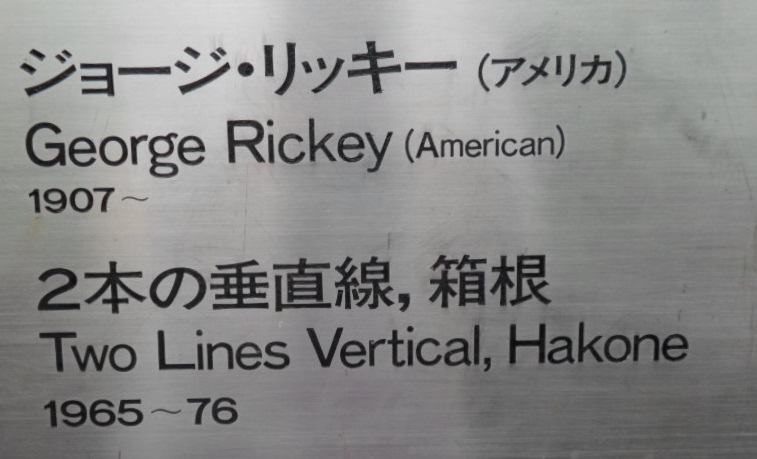 ジョージ・リッキー（アメリカ）
George Rickey (American)
1907～
2本の垂直線, 箱根
Two Lines Vertical, Hakone
1965～76